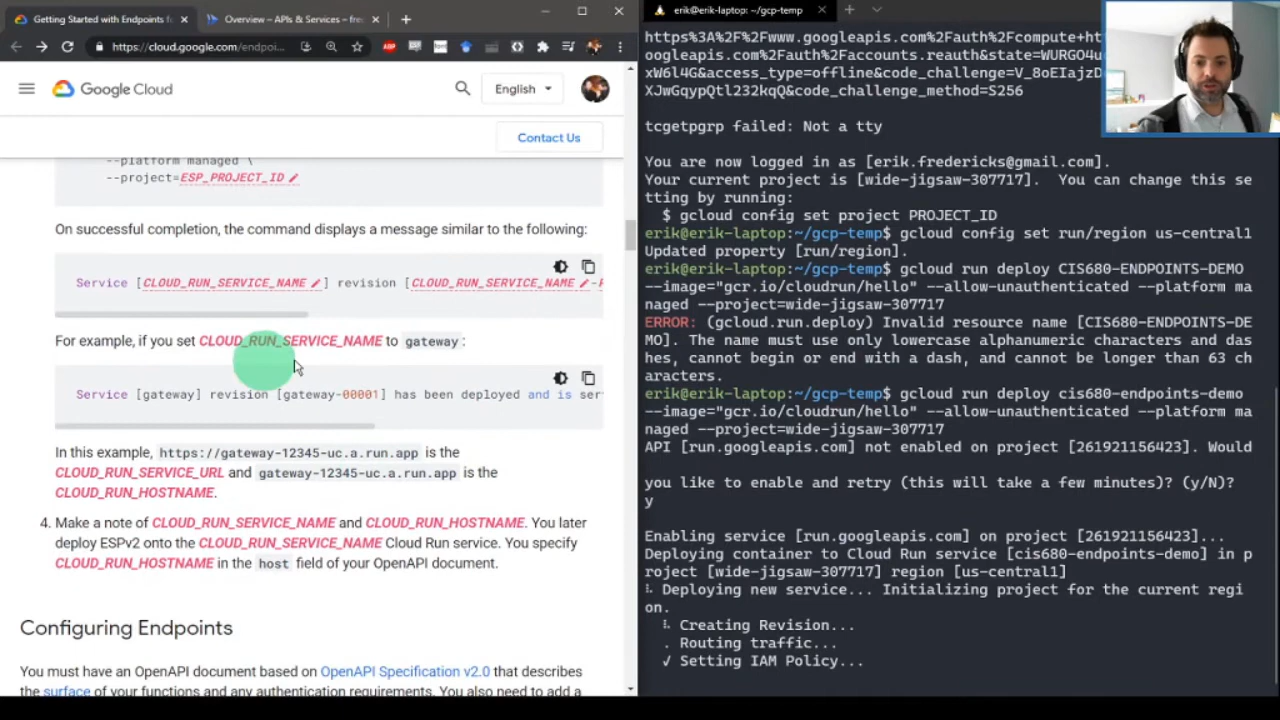 Getting Started with Endpoints for
Overview – APIs & Services – fre
https://cloud.google.com/endpoi
Google Cloud
English
Contact Us
--platform managed \
--project=ESP_PROJECT_ID
On successful completion, the command displays a message similar to the following:
Service [CLOUD_RUN_SERVICE_NAME ] revision [CLOUD_RUN_SERVICE_NAME
For example, if you set CLOUD_RUN_SERVICE_NAME to gateway :
Service [gateway] revision [gateway-00001] has been deployed and is ser
In this example, https://gateway-12345-uc.a.run.app is the
CLOUD_RUN_SERVICE_URL and gateway-12345-uc.a.run.app is the
CLOUD_RUN_HOSTNAME.
4. Make a note of CLOUD_RUN_SERVICE_NAME and CLOUD_RUN_HOSTNAME. You later
deploy ESPv2 onto the CLOUD_RUN_SERVICE_NAME Cloud Run service. You specify
CLOUD_RUN_HOSTNAME in the host field of your OpenAPI document.
Configuring Endpoints
You must have an OpenAPI document based on OpenAPI Specification v2.0 that describes
the surface of your functions and any authentication requirements. You also need to add a
erik@erik-laptop: ~/gcp-temp
https%3A%2F%2Fwww.googleapis.com%2Fauth%2Fcompute+ht
oogleapis.com%2Fauth%2Faccounts.reauth&state=WURGO4u
xW6l4G&access_type=offline&code_challenge=V_8oEIajzD
XJwGqypQtl232kqQ&code_challenge_method=S256
tcgetpgrp failed: Not a tty
You are now logged in as [erik.fredericks@gmail.com].
Your current project is [wide-jigsaw-307717].  You can change this se
tting by running:
$ gcloud config set project PROJECT_ID
erik@erik-laptop:~/gcp-temp$ gcloud config set run/region us-central1
Updated property [run/region].
erik@erik-laptop:~/gcp-temp$ gcloud run deploy CIS680-ENDPOINTS-DEMO
--image="gcr.io/cloudrun/hello" --allow-unauthenticated --platform ma
naged --project=wide-jigsaw-307717
ERROR: (gcloud.run.deploy) Invalid resource name [CIS680-ENDPOINTS-DE
MO]. The name must use only lowercase alphanumeric characters and das
hes, cannot begin or end with a dash, and cannot be longer than 63 ch
aracters.
erik@erik-laptop:~/gcp-temp$ gcloud run deploy cis680-endpoints-demo
--image="gcr.io/cloudrun/hello" --allow-unauthenticated --platform ma
naged --project=wide-jigsaw-307717
API [run.googleapis.com] not enabled on project [261921156423]. Would
you like to enable and retry (this will take a few minutes)? (y/N)?
y
Enabling service [run.googleapis.com] on project [261921156423]...
Deploying container to Cloud Run service [cis680-endpoints-demo] in p
roject [wide-jigsaw-307717] region [us-central1]
Deploying new service... Initializing project for the current regi
on.
Creating Revision...
. Routing traffic...
✓ Setting IAM Policy...